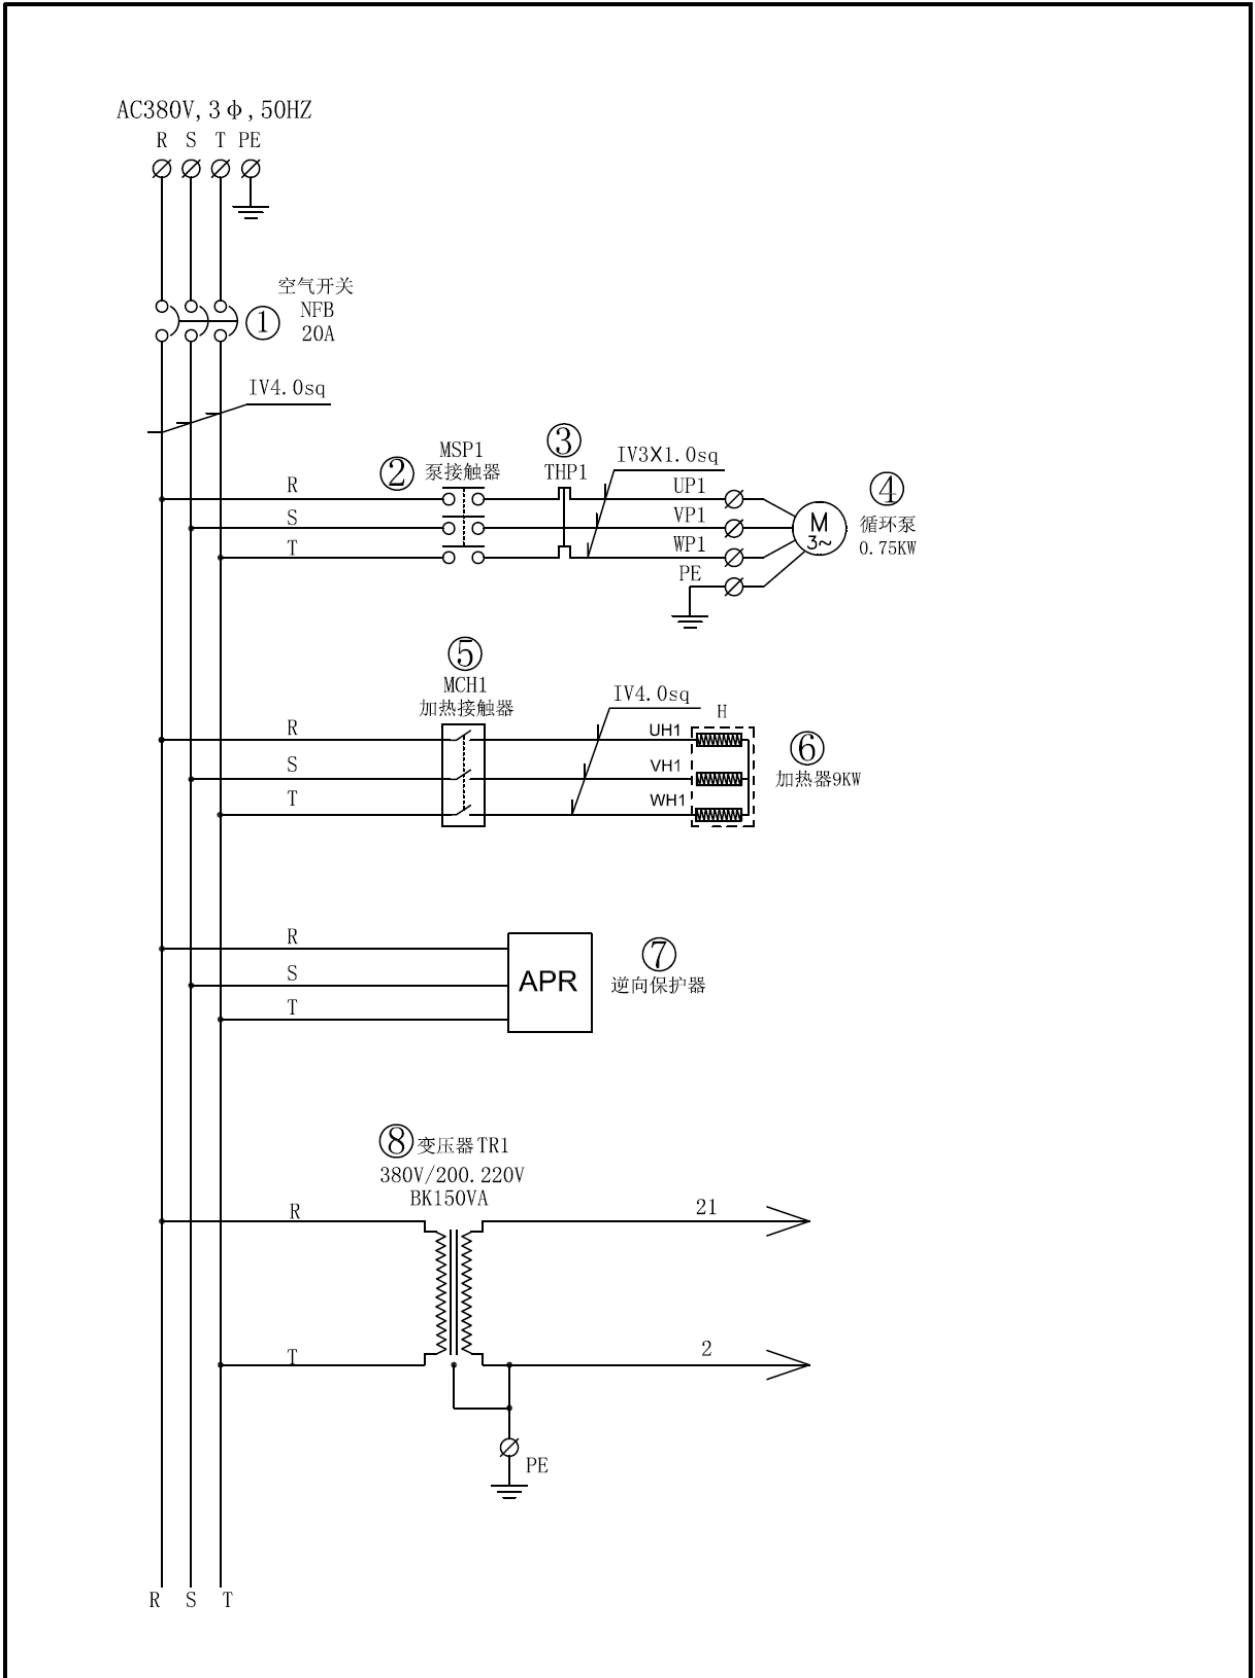 AC380V, 3 φ, 50HZ
R S T PE
空气开关
① NFB
20A
IV4.0sq
MSP1
② 泵接触器
③
THP1
IV3X1.0sq
R
S
T
UP1
VP1
WP1
PE
M
3~
④
循环泵
0.75KW
⑤
MCH1
加热接触器
IV4.0sq
H
R
S
T
UH1
VH1
WH1
⑥
加热器9KW
R
S
T
APR
⑦
逆向保护器
⑧ 变压器TR1
380V/200.220V
BK150VA
R
21
T
2
PE
R S T